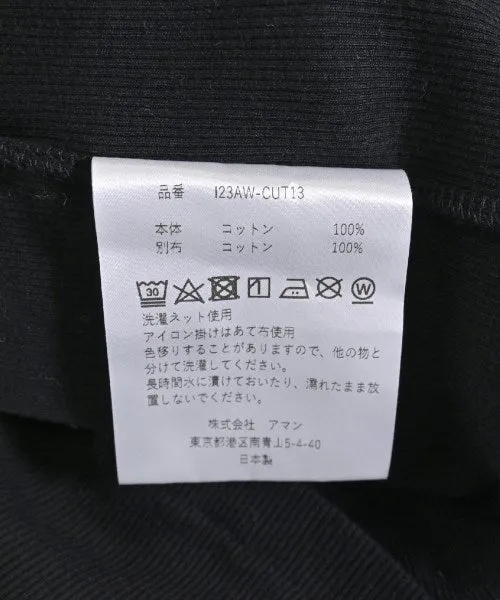 品番 I23AW-CUT13
本体 コットン 100%
別布 コットン 100%
30 W
洗濯ネット使用
アイコン掛けはあて布使用
色移りすることがありますので、他の物と
分けて洗濯してください。
長時間水に漬けておいたり、濡れたまま放
置しないでください。
株式会社 アマン
東京都港区南青山5-4-40
日本製